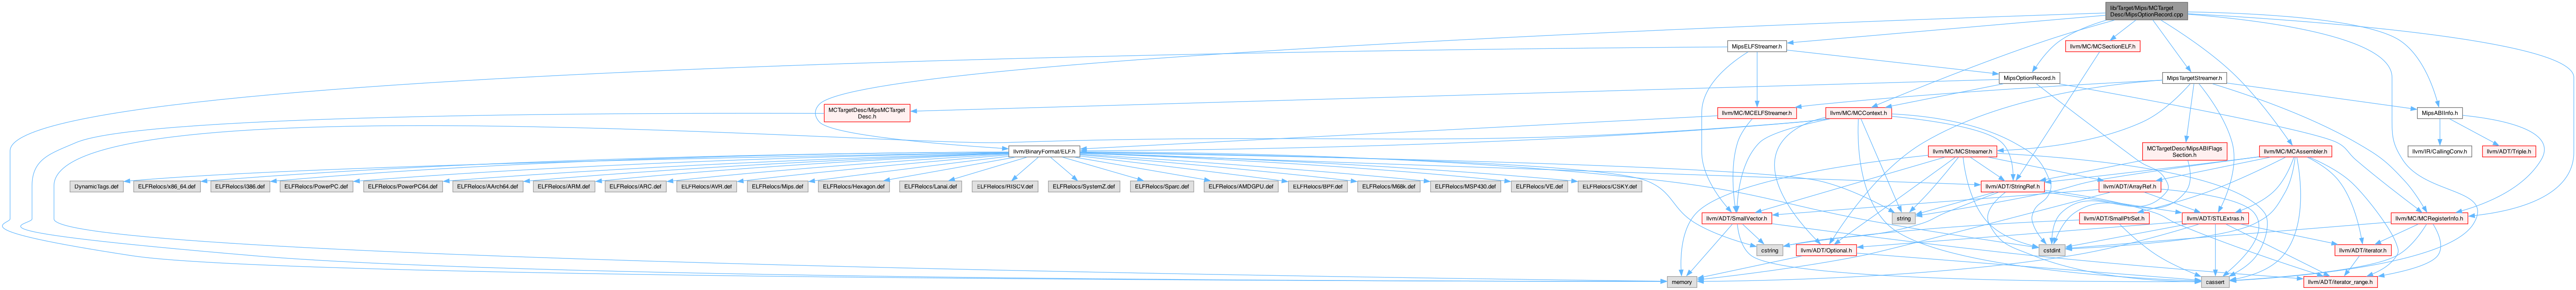 lib/Target/Mips/MCTarget
Desc/MipsOptionRecord.cpp
MipsELFStreamer.h
llvm/MC/MCSectionELF.h
MipsOptionRecord.h
MipsTargetStreamer.h
MCTargetDesc/MipsMCTarget
Desc.h
llvm/MC/MCELFStreamer.h
llvm/MC/MCContext.h
MipsABIInfo.h
llvm/BinaryFormat/ELF.h
llvm/MC/MCStreamer.h
MCTargetDesc/MipsABIFlags
Section.h
llvm/MC/MCAssembler.h
llvm/IR/CallingConv.h
llvm/ADT/Triple.h
DynamicTags.def
ELFRelocs/x86_64.def
ELFRelocs/i386.def
ELFRelocs/PowerPC.def
ELFRelocs/PowerPC64.def
ELFRelocs/AArch64.def
ELFRelocs/ARM.def
ELFRelocs/ARC.def
ELFRelocs/AVR.def
ELFRelocs/Mips.def
ELFRelocs/Hexagon.def
ELFRelocs/Lanai.def
ELFRelocs/RISCV.def
ELFRelocs/SystemZ.def
ELFRelocs/Sparc.def
ELFRelocs/AMDGPU.def
ELFRelocs/BPF.def
ELFRelocs/M68k.def
ELFRelocs/MSP430.def
ELFRelocs/VE.def
ELFRelocs/CSKY.def
llvm/ADT/StringRef.h
llvm/ADT/ArrayRef.h
llvm/ADT/SmallVector.h
string
llvm/ADT/SmallPtrSet.h
llvm/ADT/STLExtras.h
llvm/MC/MCRegisterInfo.h
cstring
llvm/ADT/Optional.h
cstdint
llvm/ADT/iterator.h
memory
cassert
llvm/ADT/iterator_range.h